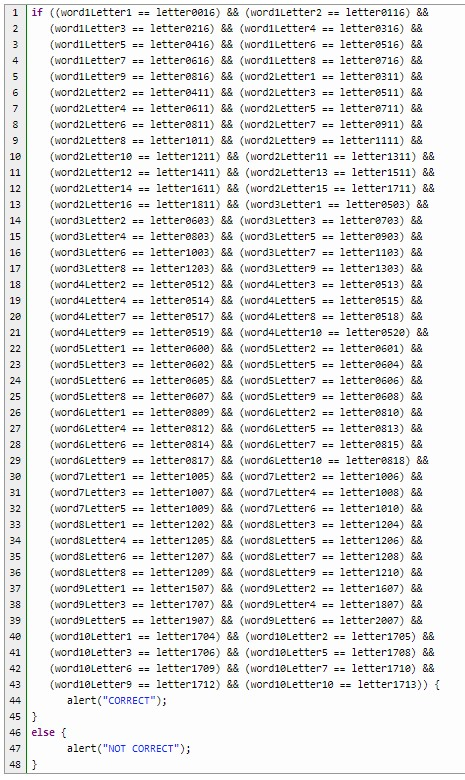 1 if ((word1Letter1 == letter0016) && (word1Letter2 == letter0116) &&
2 (word1Letter3 == letter0216) && (word1Letter4 == letter0316) &&
3 (word1Letter5 == letter0416) && (word1Letter6 == letter0516) &&
4 (word1Letter7 == letter0616) && (word1Letter8 == letter0716) &&
5 (word1Letter9 == letter0816) && (word2Letter1 == letter0311) &&
6 (word2Letter2 == letter0411) && (word2Letter3 == letter0511) &&
7 (word2Letter4 == letter0611) && (word2Letter5 == letter0711) &&
8 (word2Letter6 == letter0811) && (word2Letter7 == letter0911) &&
9 (word2Letter8 == letter1011) && (word2Letter9 == letter1111) &&
10 (word2Letter10 == letter1211) && (word2Letter11 == letter1311) &&
11 (word2Letter12 == letter1411) && (word2Letter13 == letter1511) &&
12 (word2Letter14 == letter1611) && (word2Letter15 == letter1711) &&
13 (word2Letter16 == letter1811) && (word3Letter1 == letter0503) &&
14 (word3Letter2 == letter0603) && (word3Letter3 == letter0703) &&
15 (word3Letter4 == letter0803) && (word3Letter5 == letter0903) &&
16 (word3Letter6 == letter1003) && (word3Letter7 == letter1103) &&
17 (word3Letter8 == letter1203) && (word3Letter9 == letter1303) &&
18 (word4Letter2 == letter0512) && (word4Letter3 == letter0513) &&
19 (word4Letter4 == letter0514) && (word4Letter5 == letter0515) &&
20 (word4Letter7 == letter0517) && (word4Letter8 == letter0518) &&
21 (word4Letter9 == letter0519) && (word4Letter10 == letter0520) &&
22 (word5Letter1 == letter0600) && (word5Letter2 == letter0601) &&
23 (word5Letter3 == letter0602) && (word5Letter5 == letter0604) &&
24 (word5Letter6 == letter0605) && (word5Letter7 == letter0606) &&
25 (word5Letter8 == letter0607) && (word5Letter9 == letter0608) &&
26 (word6Letter1 == letter0809) && (word6Letter2 == letter0810) &&
27 (word6Letter4 == letter0812) && (word6Letter5 == letter0813) &&
28 (word6Letter6 == letter0814) && (word6Letter7 == letter0815) &&
29 (word6Letter9 == letter0817) && (word6Letter10 == letter0818) &&
30 (word7Letter1 == letter1005) && (word7Letter2 == letter1006) &&
31 (word7Letter3 == letter1007) && (word7Letter4 == letter1008) &&
32 (word7Letter5 == letter1009) && (word7Letter6 == letter1010) &&
33 (word8Letter1 == letter1202) && (word8Letter3 == letter1204) &&
34 (word8Letter4 == letter1205) && (word8Letter5 == letter1206) &&
35 (word8Letter6 == letter1207) && (word8Letter7 == letter1208) &&
36 (word8Letter8 == letter1209) && (word8Letter9 == letter1210) &&
37 (word9Letter1 == letter1507) && (word9Letter2 == letter1607) &&
38 (word9Letter3 == letter1707) && (word9Letter4 == letter1807) &&
39 (word9Letter5 == letter1907) && (word9Letter6 == letter2007) &&
40 (word10Letter1 == letter1704) && (word10Letter2 == letter1705) &&
41 (word10Letter3 == letter1706) && (word10Letter5 == letter1708) &&
42 (word10Letter6 == letter1709) && (word10Letter7 == letter1710) &&
43 (word10Letter9 == letter1712) && (word10Letter10 == letter1713)) {
44 alert("CORRECT");
45 }
46 else {
47 alert("NOT CORRECT");
48 }